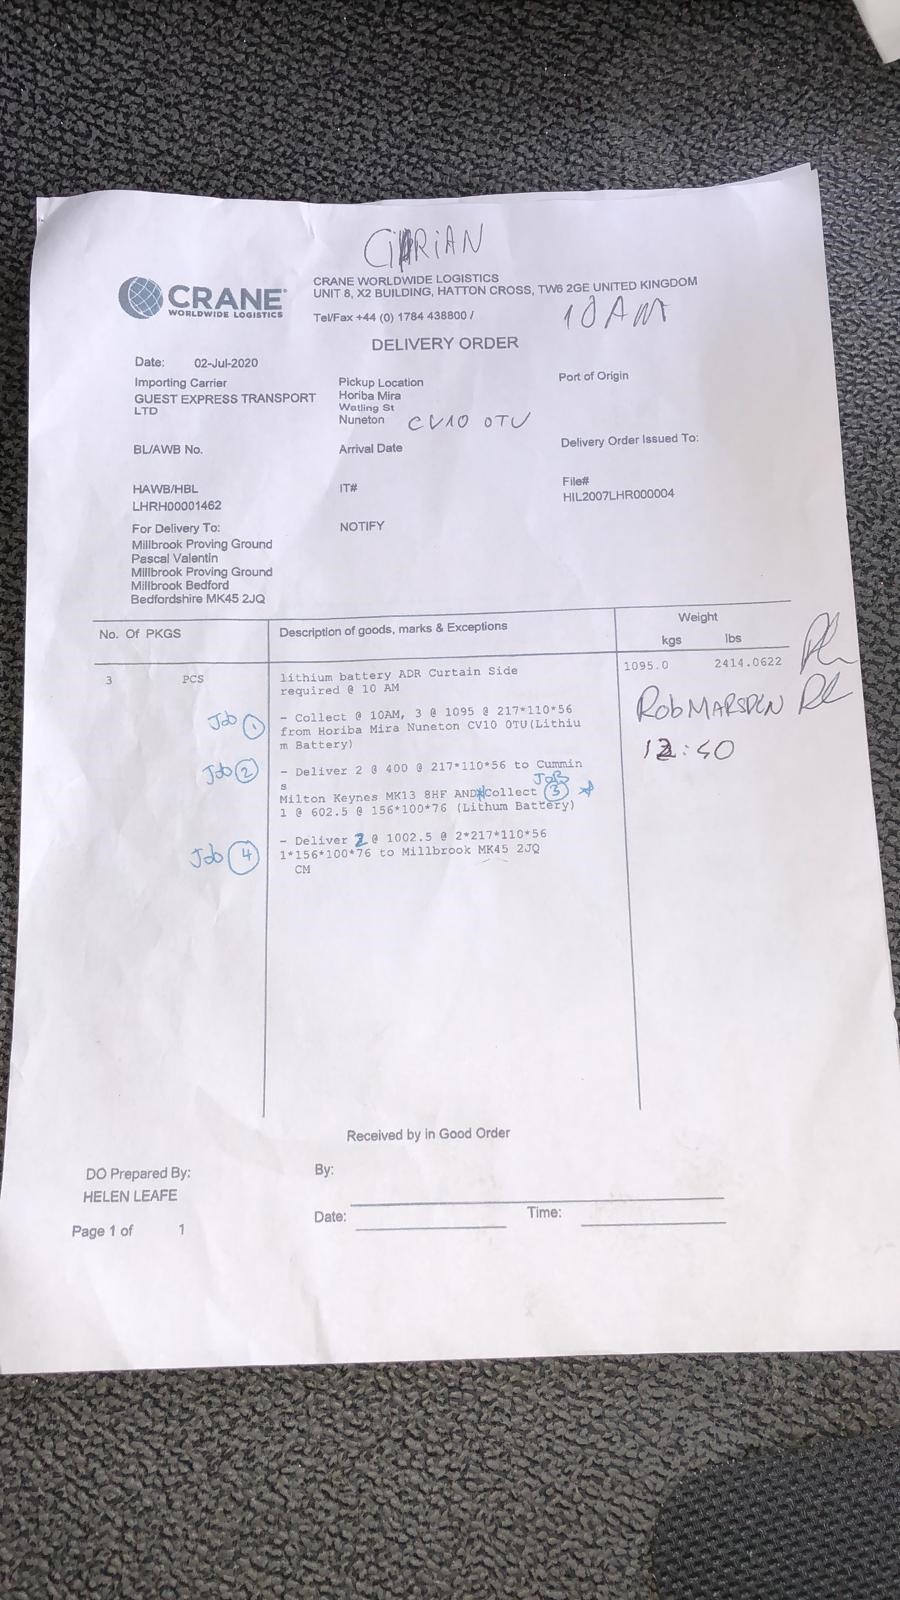 CIPRIAN
CRANE
WORLDWIDE LOGISTICS
CRANE WORLDWIDE LOGISTICS
UNIT 8, X2 BUILDING, HATTON CROSS, TW6 2GE UNITED KINGDOM
Tel/Fax +44 (0) 1784 438800 /
10 AM
DELIVERY ORDER
Date: 02-Jul-2020
Importing Carrier
GUEST EXPRESS TRANSPORT
LTD
Pickup Location
Horiba Mira
Watling St
Nuneton CV10 0TU
Port of Origin
BL/AWB No.
Arrival Date
Delivery Order Issued To:
HAWB/HBL
LHRH00001462
IT#
File#
HIL2007LHR000004
For Delivery To:
Millbrook Proving Ground
Pascal Valentin
Millbrook Proving Ground
Millbrook Bedford
Bedfordshire MK45 2JQ
NOTIFY
No. Of PKGS
Description of goods, marks & Exceptions
Weight
kgs lbs
3 PCS
lithium battery ADR Curtain Side
required @ 10 AM
1095.0 2414.0622
Job 1
- Collect @ 10AM, 3 @ 1095 @ 217*110*56
from Horiba Mira Nuneton CV10 0TU(Lithiu
m Battery)
Rob MARSDEN
12:40
Job 2
- Deliver 2 @ 400 @ 217*110*56 to Cummin
s
Job
Milton Keynes MK13 8HF AND Collect 3
1 @ 602.5 @ 156*100*76 (Lithum Battery)
Job 4
- Deliver 2 @ 1002.5 @ 2*217*110*56
1*156*100*76 to Millbrook MK45 2JQ
CM
Received by in Good Order
DO Prepared By:
HELEN LEAFE
By:
Date: Time:
Page 1 of 1